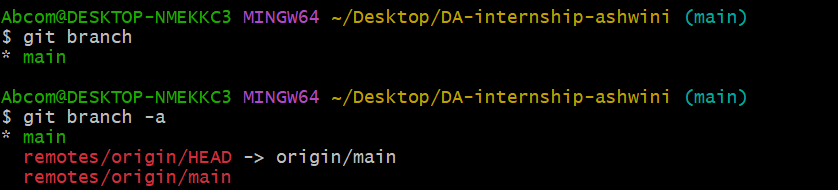 Abcom@DESKTOP-NMEKKC3 MINGW64 ~/Desktop/DA-internship-ashwini (main)
$ git branch
* main
Abcom@DESKTOP-NMEKKC3 MINGW64 ~/Desktop/DA-internship-ashwini (main)
$ git branch -a
* main
  remotes/origin/HEAD -> origin/main
  remotes/origin/main